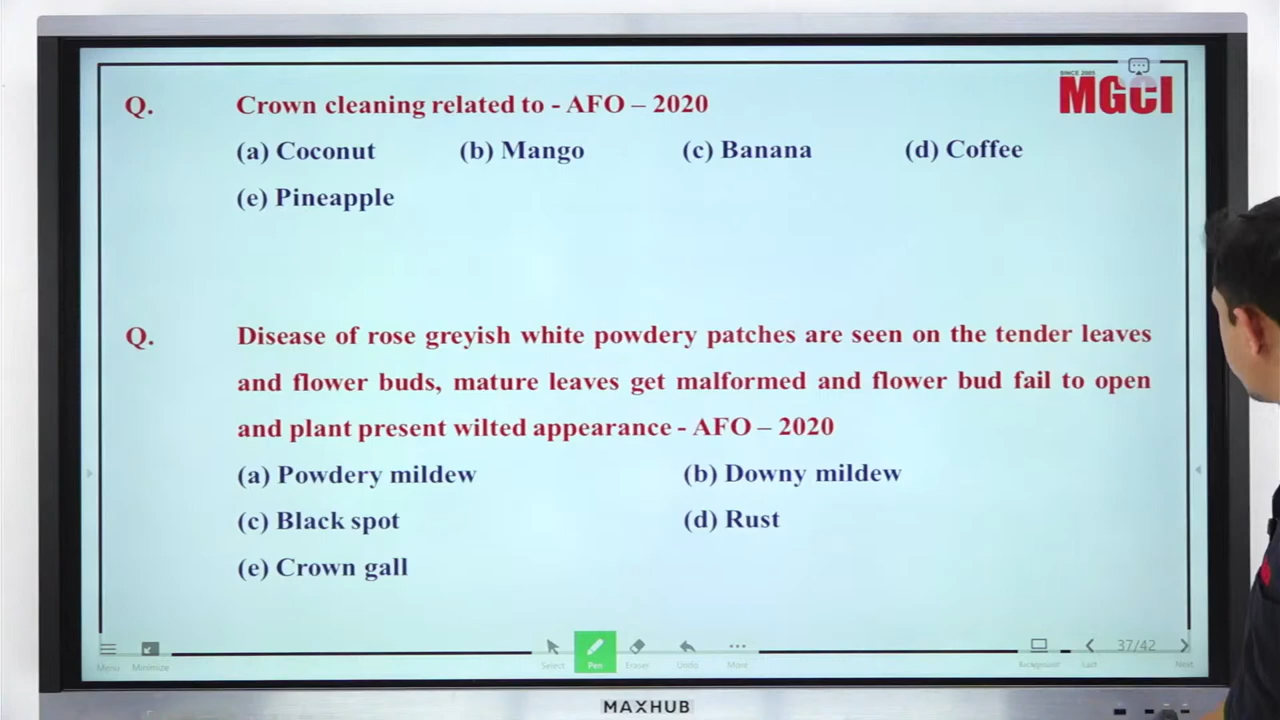 SINCE 2005
MGCI
Q. Crown cleaning related to - AFO – 2020
(a) Coconut (b) Mango (c) Banana (d) Coffee
(e) Pineapple
Q. Disease of rose greyish white powdery patches are seen on the tender leaves
and flower buds, mature leaves get malformed and flower bud fail to open
and plant present wilted appearance - AFO – 2020
(a) Powdery mildew (b) Downy mildew
(c) Black spot (d) Rust
(e) Crown gall
Menu Minimize Select Pen Eraser Undo More Background Last 37/42 Next
MAXHUB